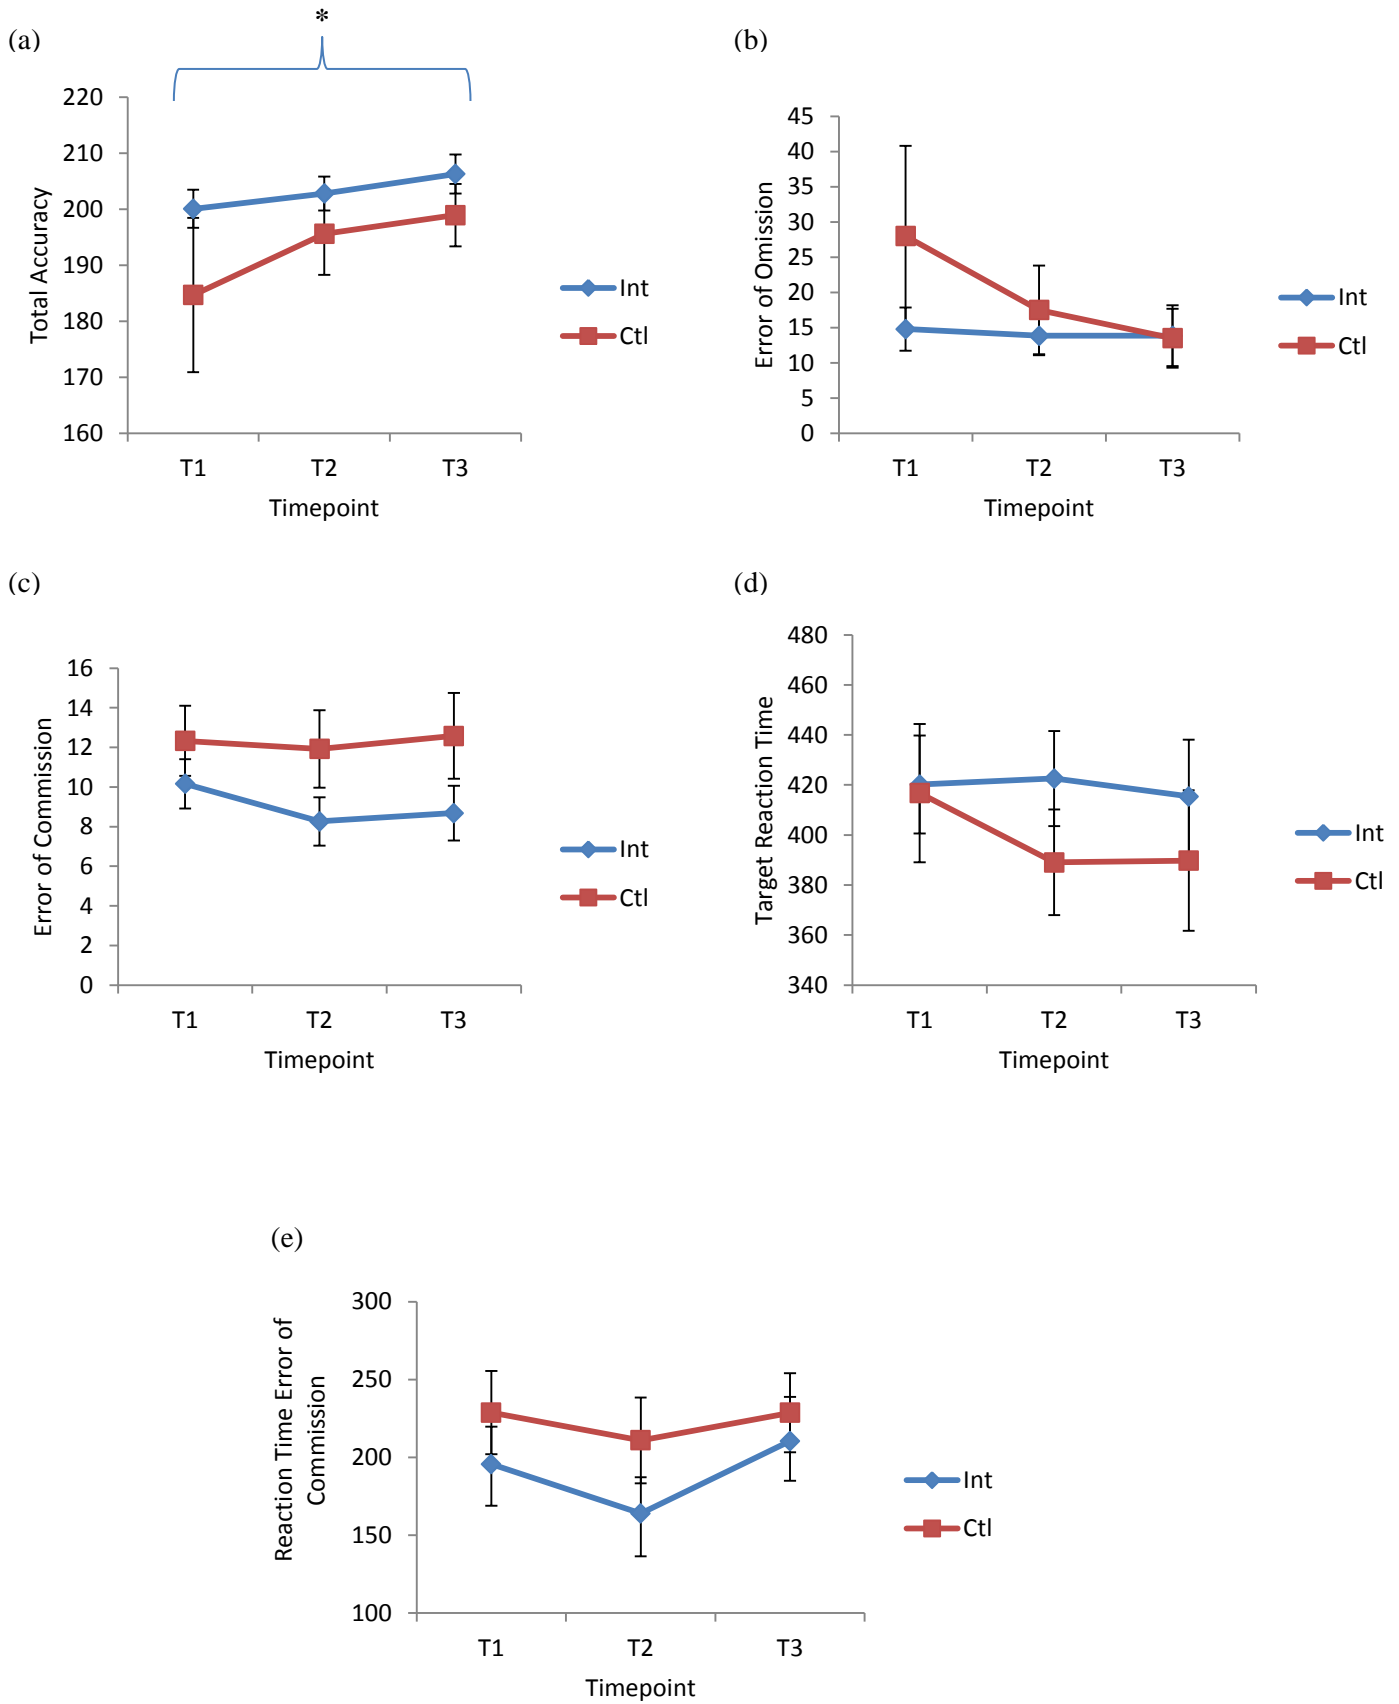 (a)
*
220
210
200
190
180
170
160
Total Accuracy
T1 T2 T3
Timepoint
Int
Ctl
(b)
45
40
35
30
25
20
15
10
5
0
Error of Omission
T1 T2 T3
Timepoint
Int
Ctl
(c)
16
14
12
10
8
6
4
2
0
Error of Commission
T1 T2 T3
Timepoint
Int
Ctl
(d)
480
460
440
420
400
380
360
340
Target Reaction Time
T1 T2 T3
Timepoint
Int
Ctl
(e)
300
250
200
150
100
Reaction Time Error of
Commission
T1 T2 T3
Timepoint
Int
Ctl